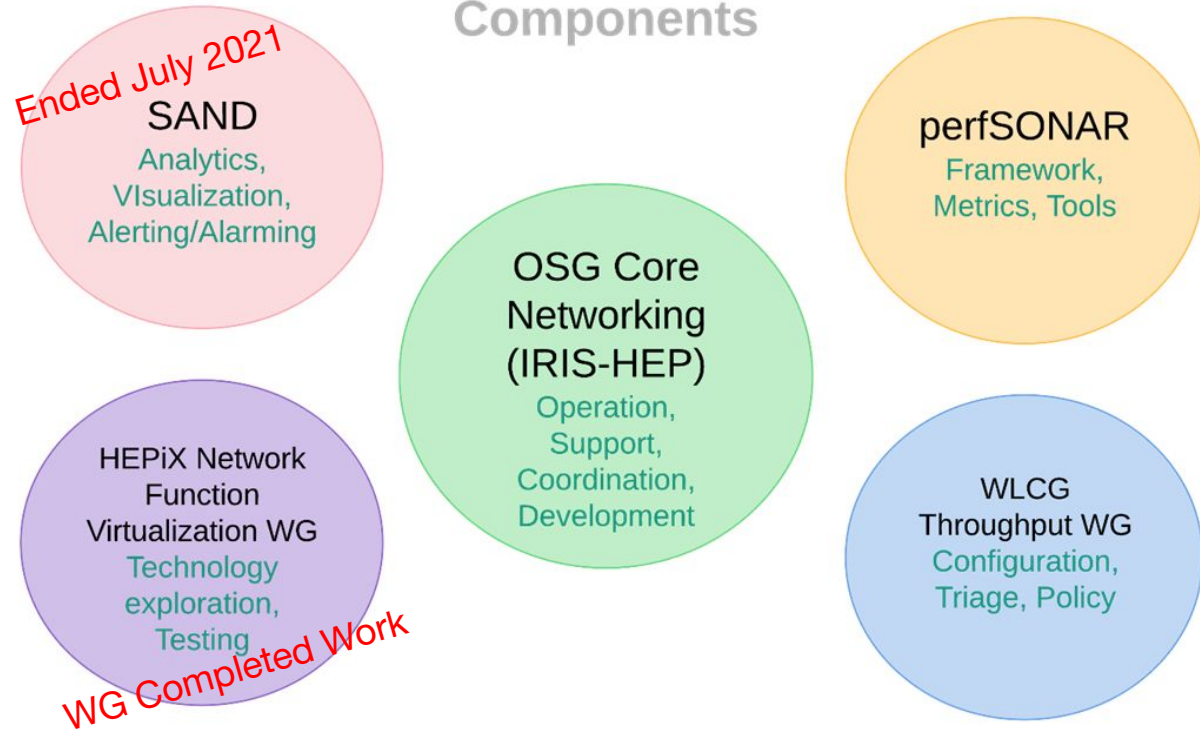 Components
Ended July 2021
SAND
Analytics,
VIsualization,
Alerting/Alarming
perfSONAR
Framework,
Metrics, Tools
OSG Core
Networking
(IRIS-HEP)
Operation,
Support,
Coordination,
Development
HEPiX Network
Function
Virtualization WG
Technology
exploration,
Testing
WG Completed Work
WLCG
Throughput WG
Configuration,
Triage, Policy